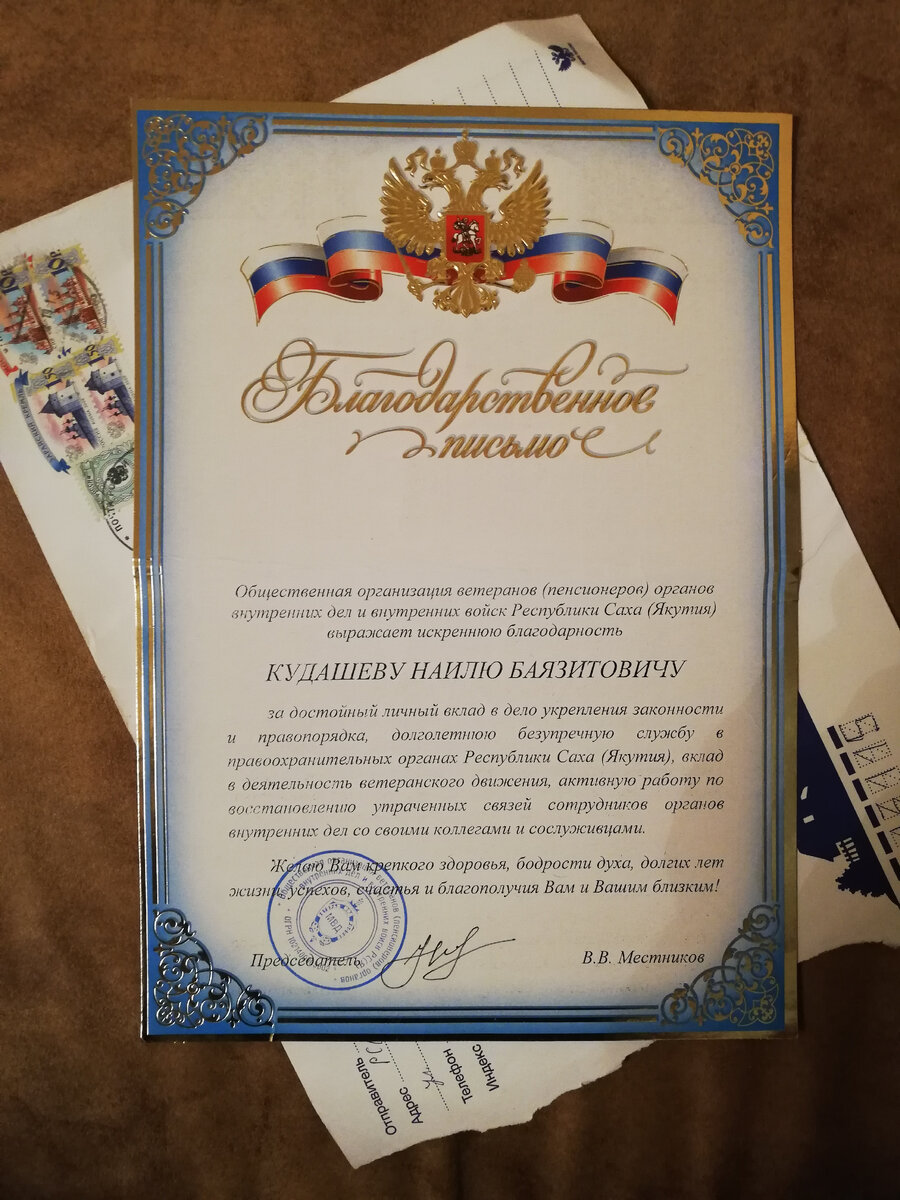 Благодарственное
письмо
Общественная организация ветеранов (пенсионеров) органов
внутренних дел и внутренних войск Республики Саха (Якутия)
выражает искреннюю благодарность
КУДАШЕВУ НАИЛЮ БАЯЗИТОВИЧУ
за достойный личный вклад в дело укрепления законности
и правопорядка, долголетнюю безупречную службу в
правоохранительных органах Республики Саха (Якутия), вклад
в деятельность ветеранского движения, активную работу по
восстановлению утраченных связей сотрудников органов
внутренних дел со своими коллегами и сослуживцами.
Желаю Вам крепкого здоровья, бодрости духа, долгих лет
жизни, успехов, счастья и благополучия Вам и Вашим близким!
Председатель
В.В. Местников
МВД
Отправитель
Адрес
Телефон
Индекс